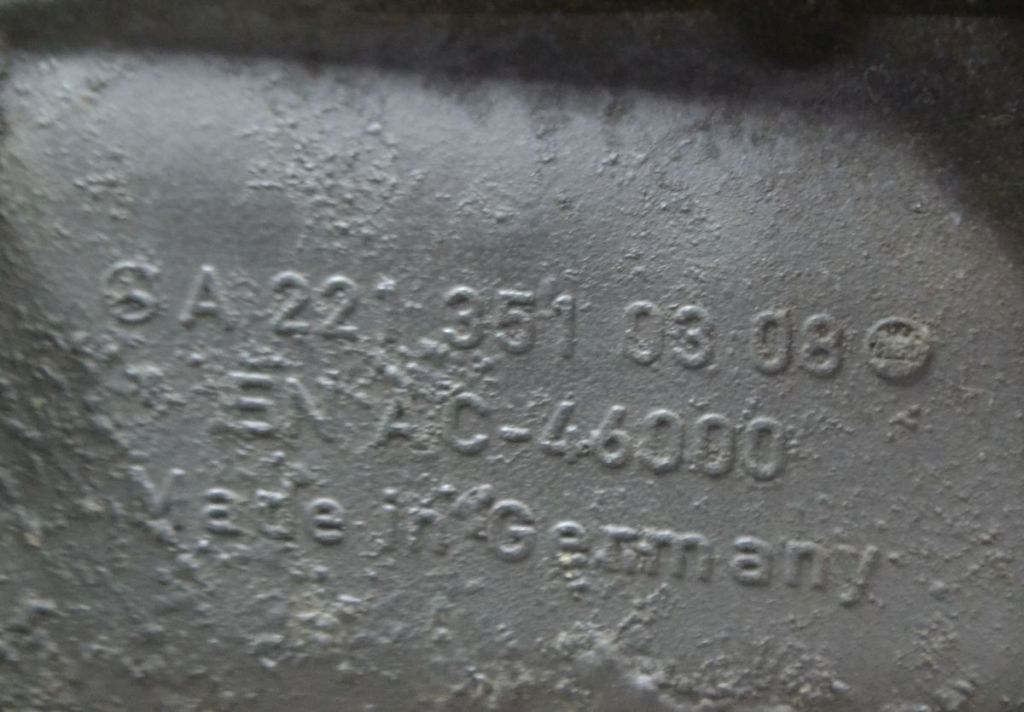 A 221 351 03 08
EN AC-46000
Made in Germany